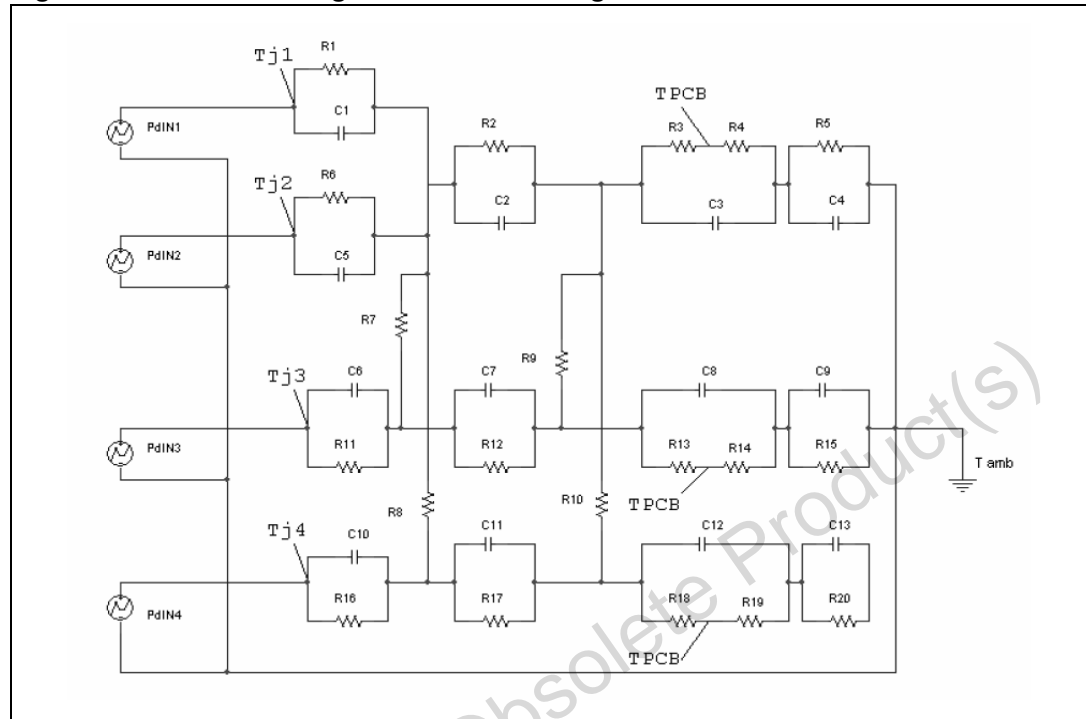 Tj1
R1
C1
PdIN1
TPCB
R2
C2
R3
R4
C3
R5
C4
Tj2
R6
C5
PdIN2
R7
R9
Tj3
C6
R11
C7
R12
C8
R13
R14
TPCB
C9
R15
PdIN3
T amb
R8
R10
Tj4
C10
R16
C11
R17
C12
R18
R19
TPCB
C13
R20
PdIN4
Obsolete Product(s)